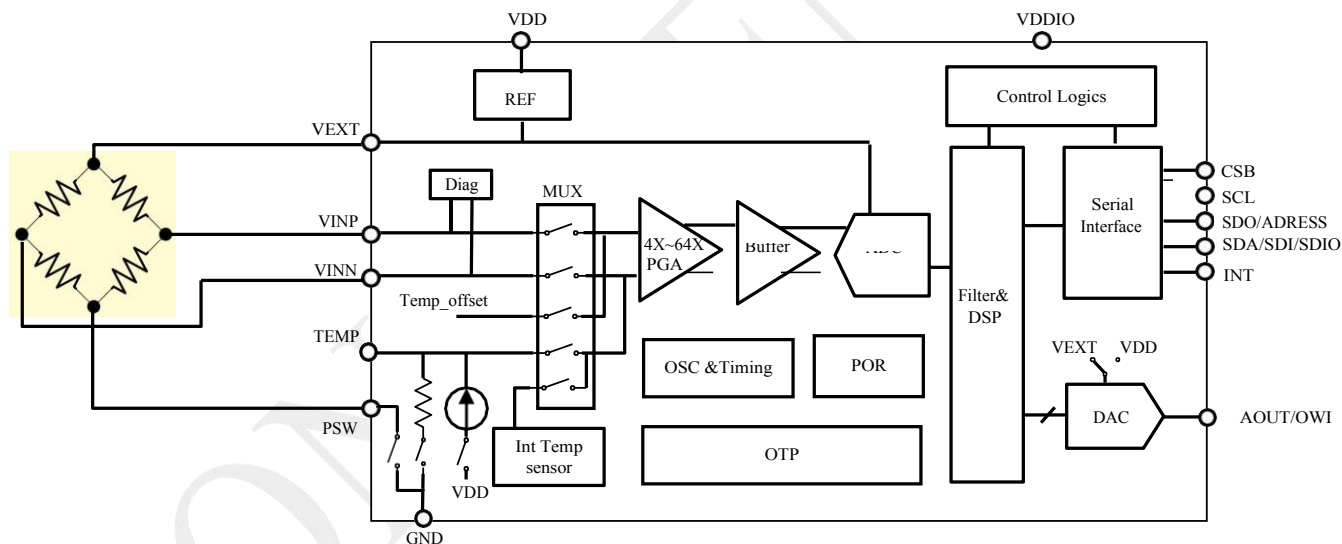 VDD
VDDIO
REF
Control Logics
VEXT
Diag
MUX
CSB
SCL
VINP
4X~64X
PGA
Buffer
ADC
Serial
Interface
SDO/ADRESS
SDA/SDI/SDIO
VINN
INT
Temp_offset
Filter&
DSP
TEMP
OSC &Timing
POR
VEXT
VDD
PSW
DAC
AOUT/OWI
Int Temp
sensor
OTP
VDD
GND